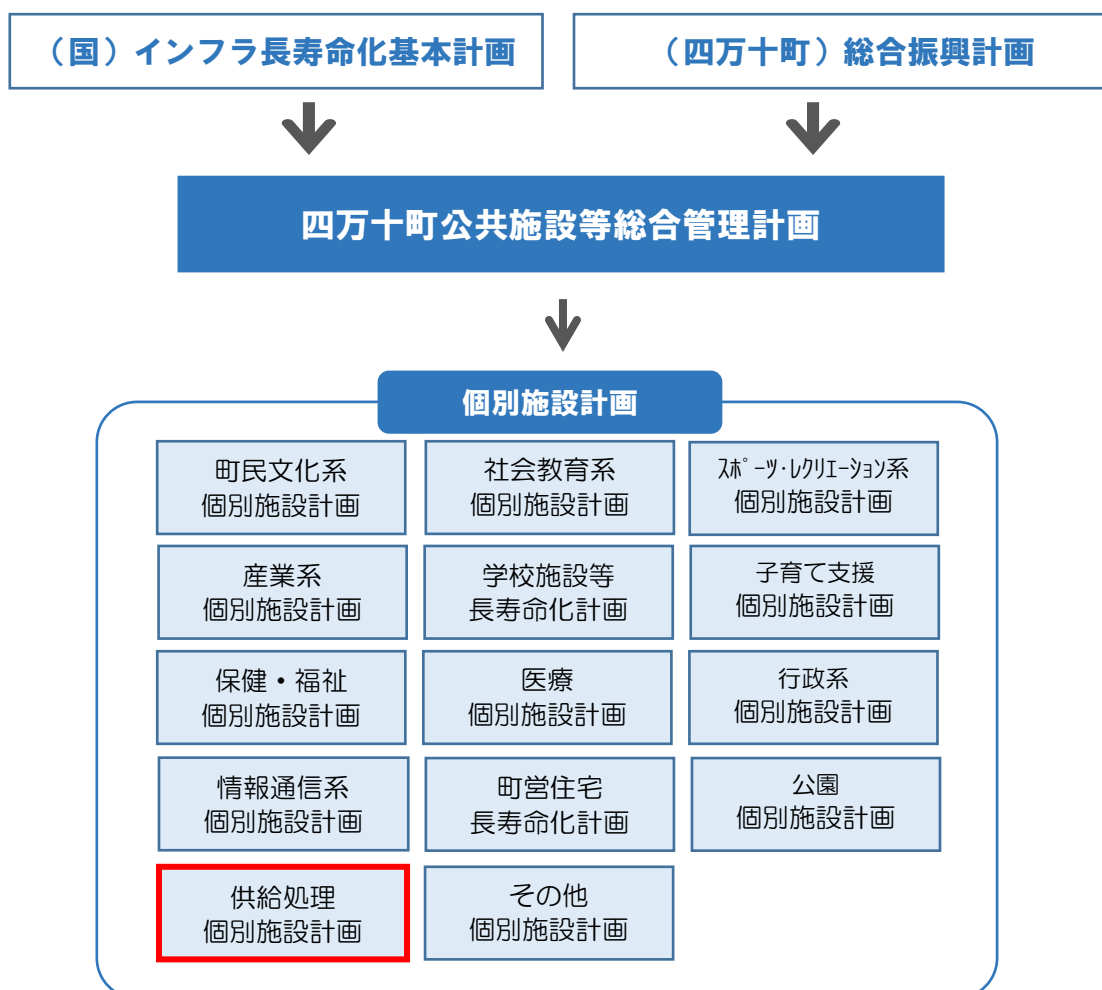 （国）インフラ長寿命化基本計画
（四万十町）総合振興計画
四万十町公共施設等総合管理計画
個別施設計画
町民文化系
個別施設計画
社会教育系
個別施設計画
ｽﾎﾟｰﾂ･ﾚｸﾘｴｰｼｮﾝ系
個別施設計画
産業系
個別施設計画
学校施設等
長寿命化計画
子育て支援
個別施設計画
保健・福祉
個別施設計画
医療
個別施設計画
行政系
個別施設計画
情報通信系
個別施設計画
町営住宅
長寿命化計画
公園
個別施設計画
供給処理
個別施設計画
その他
個別施設計画